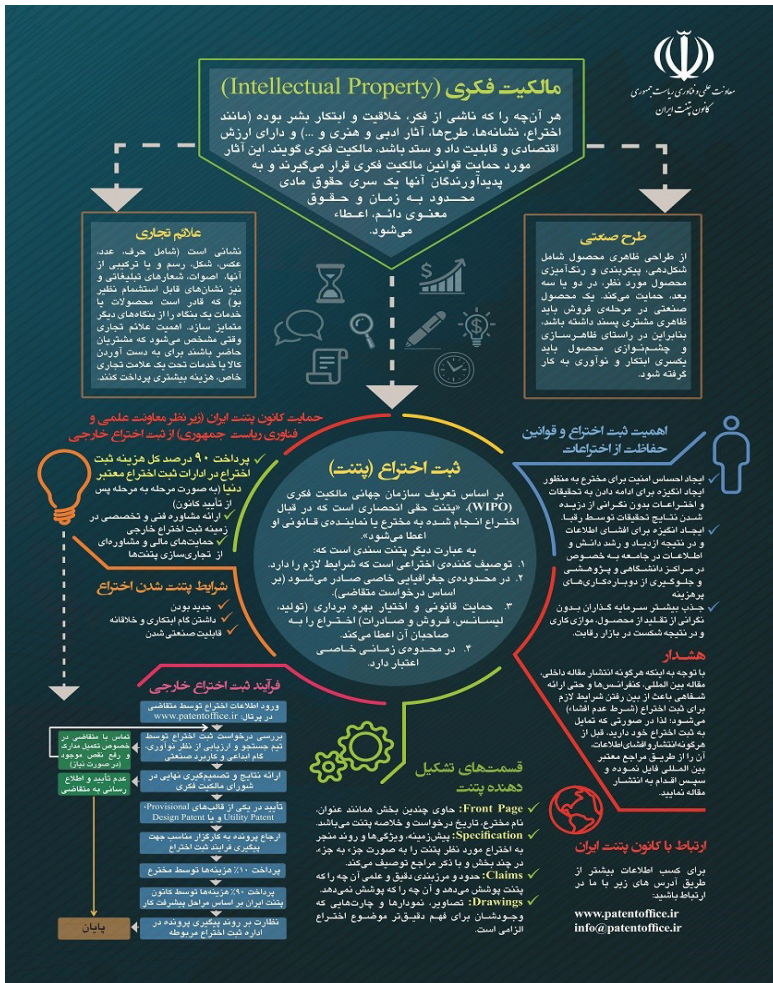 معاونت علمی و فناوری ریاست جمهوری
کانون پتنت ایران
مالکیت فکری (Intellectual Property)
هر آن‌چه را که ناشی از فکر، خلاقیت و ابتکار بشر بوده (مانند
اختراع، نشانه‌ها، طرح‌ها، آثار ادبی و هنری و ...) و دارای ارزش
اقتصادی و قابلیت داد و ستد باشد، مالکیت فکری گویند. این آثار
مورد حمایت قوانین مالکیت فکری قرار می‌گیرند و به
پدیدآورندگان آنها یک سری حقوق مادی
محدود به زمان و حقوق
معنوی دائم، اعطاء
می‌شود.
طرح صنعتی
از طراحی ظاهری محصول شامل
شکل‌دهی، پیکربندی و رنگ‌آمیزی
محصول مورد نظر، در دو یا سه
بعد، حمایت می‌کند. یک محصول
صنعتی در مرحله‌ی فروش باید
ظاهری مشتری پسند داشته باشد،
بنابراین در راستای ظاهرسازی
و چشم‌نوازی محصول باید
یکسری ابتکار و نوآوری به کار
گرفته شود.
علائم تجاری
نشانی است (شامل حرف، عدد،
عکس، شکل، رسم و یا ترکیبی از
آنها، اصوات، شعارهای تبلیغاتی و
نیز نشان‌های قابل استشمام نظیر
بو) که قادر است محصولات یا
خدمات یک بنگاه را از بنگاه‌های دیگر
متمایز سازد. اهمیت علائم تجاری
وقتی مشخص می‌شود که مشتریان
حاضر باشند برای به دست آوردن
کالا یا خدمات تحت یک علامت تجاری
خاص، هزینه بیشتری پرداخت کنند.
ثبت اختراع (پتنت)
بر اساس تعریف سازمان جهانی مالکیت فکری
(WIPO)، «پتنت حقی انحصاری است که در قبال
اختراع انجام شده به مخترع یا نماینده‌ی قانونی او
اعطا می‌شود».
به عبارت دیگر پتنت سندی است که:
۱. توصیف کننده‌ی اختراعی است که شرایط لازم را دارد.
۲. در محدوده‌ی جغرافیایی خاصی صادر می‌شود (بر
اساس درخواست متقاضی).
۳. حمایت قانونی و اختیار بهره برداری (تولید،
لیسانس، فروش و صادرات) اختراع را به
صاحبان آن اعطا می‌کند.
۴. در محدوده‌ی زمانی خاصی
اعتبار دارد.
اهمیت ثبت اختراع و قوانین
حفاظت از اختراعات
ایجاد احساس امنیت برای مخترع به منظور
ایجاد انگیزه برای ادامه دادن به تحقیقات
و اختراعات بدون نگرانی از دزیده
شدن نتایج تحقیقات توسط رقبا.
ایجاد انگیزه برای افشای اطلاعات
و در نتیجه ازدیاد و رشد دانش و
اطلاعات در جامعه به خصوص
در مراکز دانشگاهی و پژوهشی
و جلوگیری از دوباره‌کاری‌های
پرهزینه
جذب بیشتر سرمایه گذاران بدون
نگرانی از تقلید از محصول، موازی کاری
و در نتیجه شکست در بازار رقابت.
هشدار
با توجه به اینکه هرگونه انتشار مقاله داخلی،
مقاله بین المللی، کنفرانس‌ها و حتی ارائه
شفاهی باعث از بین رفتن شرایط لازم
برای ثبت اختراع (شرط عدم افشاء)
می‌شود؛ لذا در صورتی که تمایل
به ثبت اختراع خود دارید، قبل از
هرگونه انتشار و افشای اطلاعات،
آن را از طریق مراجع معتبر
بین المللی فایل نموده و
سپس اقدام به انتشار
مقاله نمایید.
ارتباط با کانون پتنت ایران
برای کسب اطلاعات بیشتر از
طریق آدرس های زیر با ما در
ارتباط باشید:
www.patentoffice.ir
info@patentoffice.ir
حمایت کانون پتنت ایران (زیر نظر معاونت علمی و
فناوری ریاست جمهوری) از ثبت اختراع خارجی
پرداخت ۹۰ درصد کل هزینه ثبت
اختراع در ادارات ثبت اختراع معتبر
دنیا (به صورت مرحله به مرحله پس
از تأیید کانون)
ارائه مشاوره فنی و تخصصی در
زمینه ثبت اختراع خارجی
حمایت‌های مالی و مشاوره‌ای
از تجاری‌سازی پتنت‌ها
شرایط پتنت شدن اختراع
جدید بودن
داشتن گام ابتکاری و خلاقانه
قابلیت صنعتی شدن
فرآیند ثبت اختراع خارجی
ورود اطلاعات اختراع توسط متقاضی
در پرتال: www.patentoffice.ir
بررسی درخواست ثبت اختراع توسط
تیم جستجو و ارزیابی از نظر نوآوری،
گام ابداعی و کاربرد صنعتی
تماس با متقاضی در
خصوص تکمیل مدارک
و رفع نقص موجود
(در صورت نیاز)
ارائه نتایج و تصمیم‌گیری نهایی در
شورای مالکیت فکری
عدم تأیید و اطلاع
رسانی به متقاضی
تأیید در یکی از قالب‌های Provisional،
Utility Patent و یا Design Patent
ارجاع پرونده به کارگزار مناسب جهت
پیگیری فرایند ثبت اختراع
پرداخت ۱۰٪ هزینه‌ها توسط مخترع
پرداخت ۹۰٪ هزینه‌ها توسط کانون
پتنت ایران بر اساس مراحل پیشرفت کار
نظارت بر روند پیگیری پرونده در
اداره ثبت اختراع مربوطه
پایان
قسمت‌های تشکیل
دهنده پتنت
Front Page: حاوی چندین بخش همانند عنوان،
نام مخترع، تاریخ درخواست و خلاصه پتنت می‌باشد.
Specification: پیش‌زمینه، ویژگی‌ها و روند منجر
به اختراع مورد نظر پتنت را به صورت جزء به جزء،
در چند بخش و با ذکر مراجع توصیف می‌کند.
Claims: حدود و مرزبندی دقیق و علمی آن چه را که
پتنت پوشش می‌دهد و آن چه را که پوشش نمی‌دهد.
Drawings: تصاویر، نمودارها و چارت‌هایی که
وجودشان برای فهم دقیق‌تر موضوع اختراع
الزامی است.